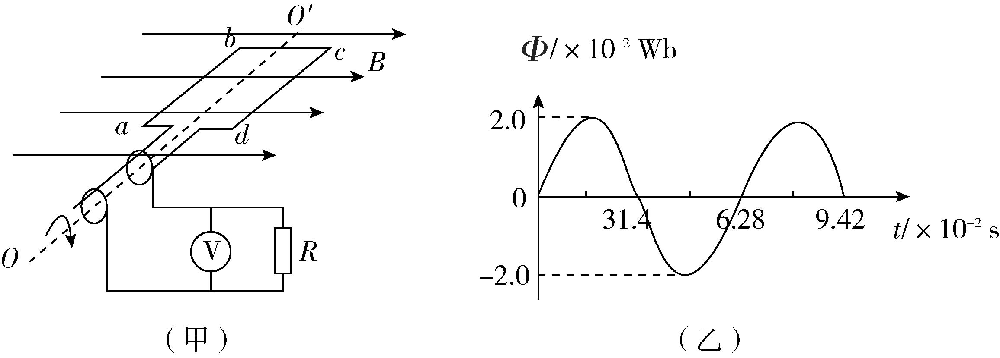 O′
b
c
B
a
d
O
V
R
(甲)
Φ/×10⁻² Wb
2.0
0
31.4 6.28 9.42
t/×10⁻² s
−2.0
(乙)